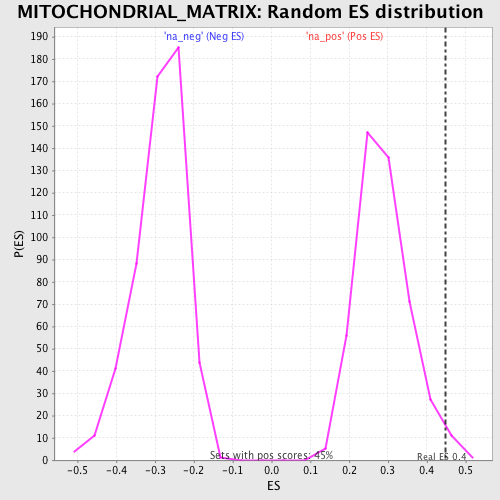 MITOCHONDRIAL_MATRIX: Random ES distribution
'na_neg' (Neg ES) 'na_pos' (Pos ES)
190
180
170
160
150
140
130
120
110
100
90
80
70
60
50
40
30
20
10
0
P(ES)
Sets with pos scores: 45%
Real ES 0.4
-0.5 -0.4 -0.3 -0.2 -0.1 0.0 0.1 0.2 0.3 0.4 0.5
ES